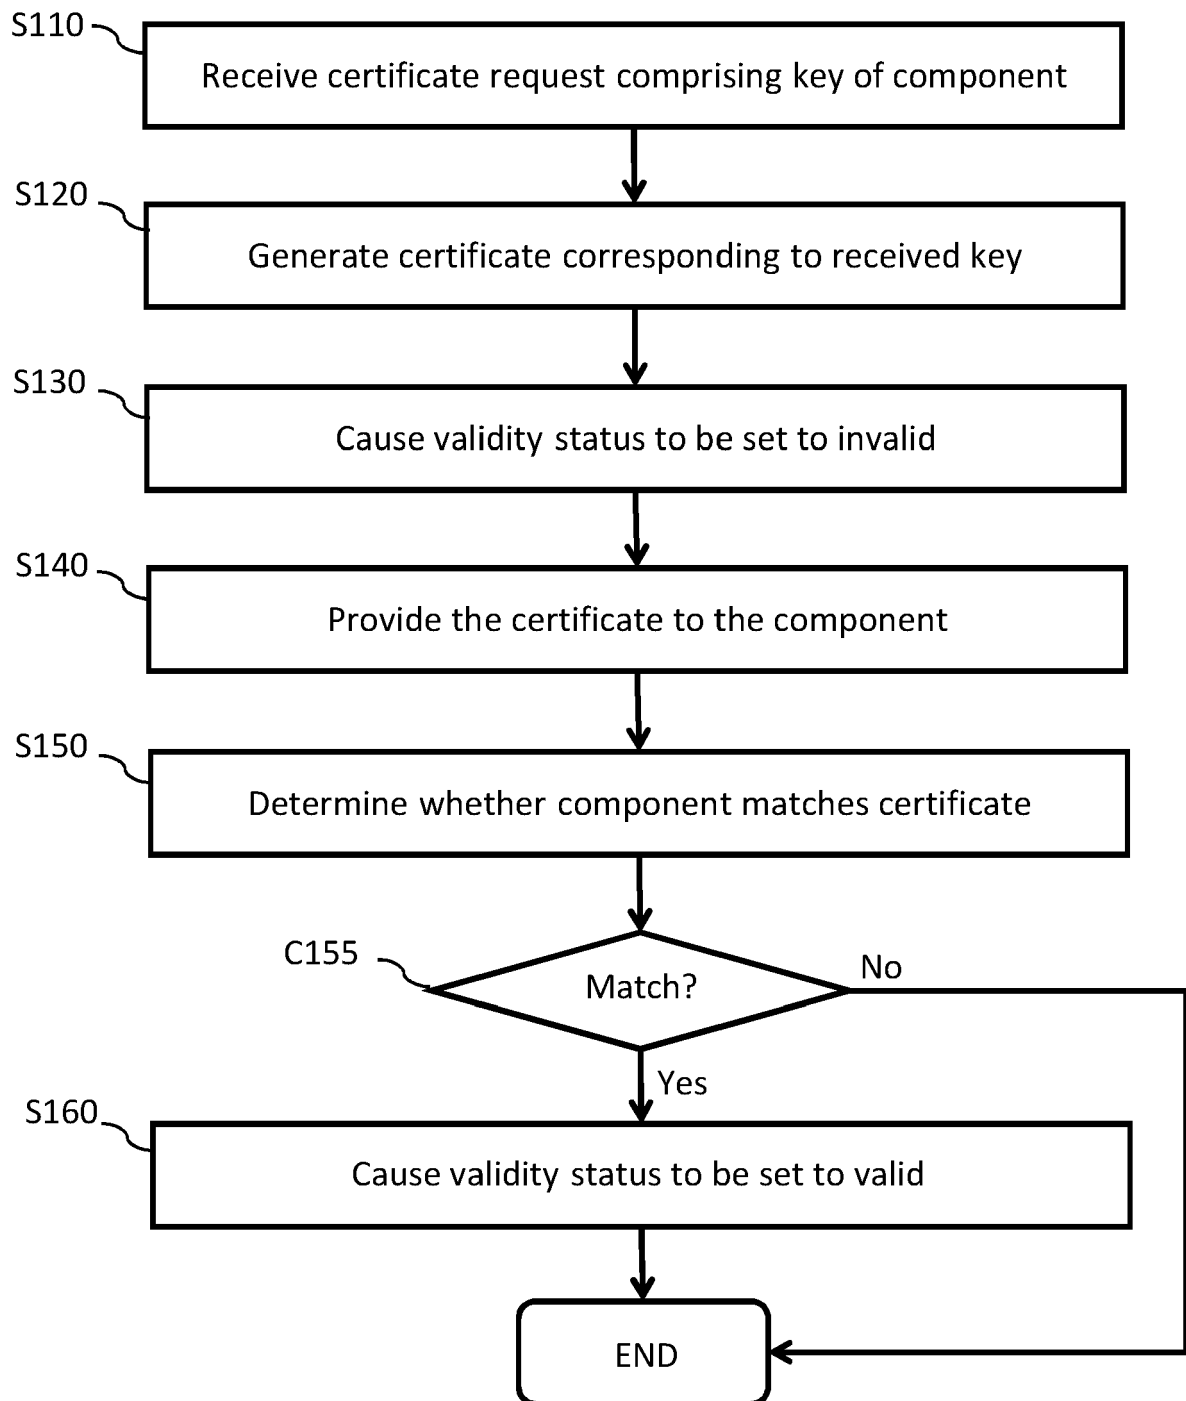 S110
Receive certificate request comprising key of component
S120
Generate certificate corresponding to received key
S130
Cause validity status to be set to invalid
S140
Provide the certificate to the component
S150
Determine whether component matches certificate
C155
Match?
No
Yes
S160
Cause validity status to be set to valid
END